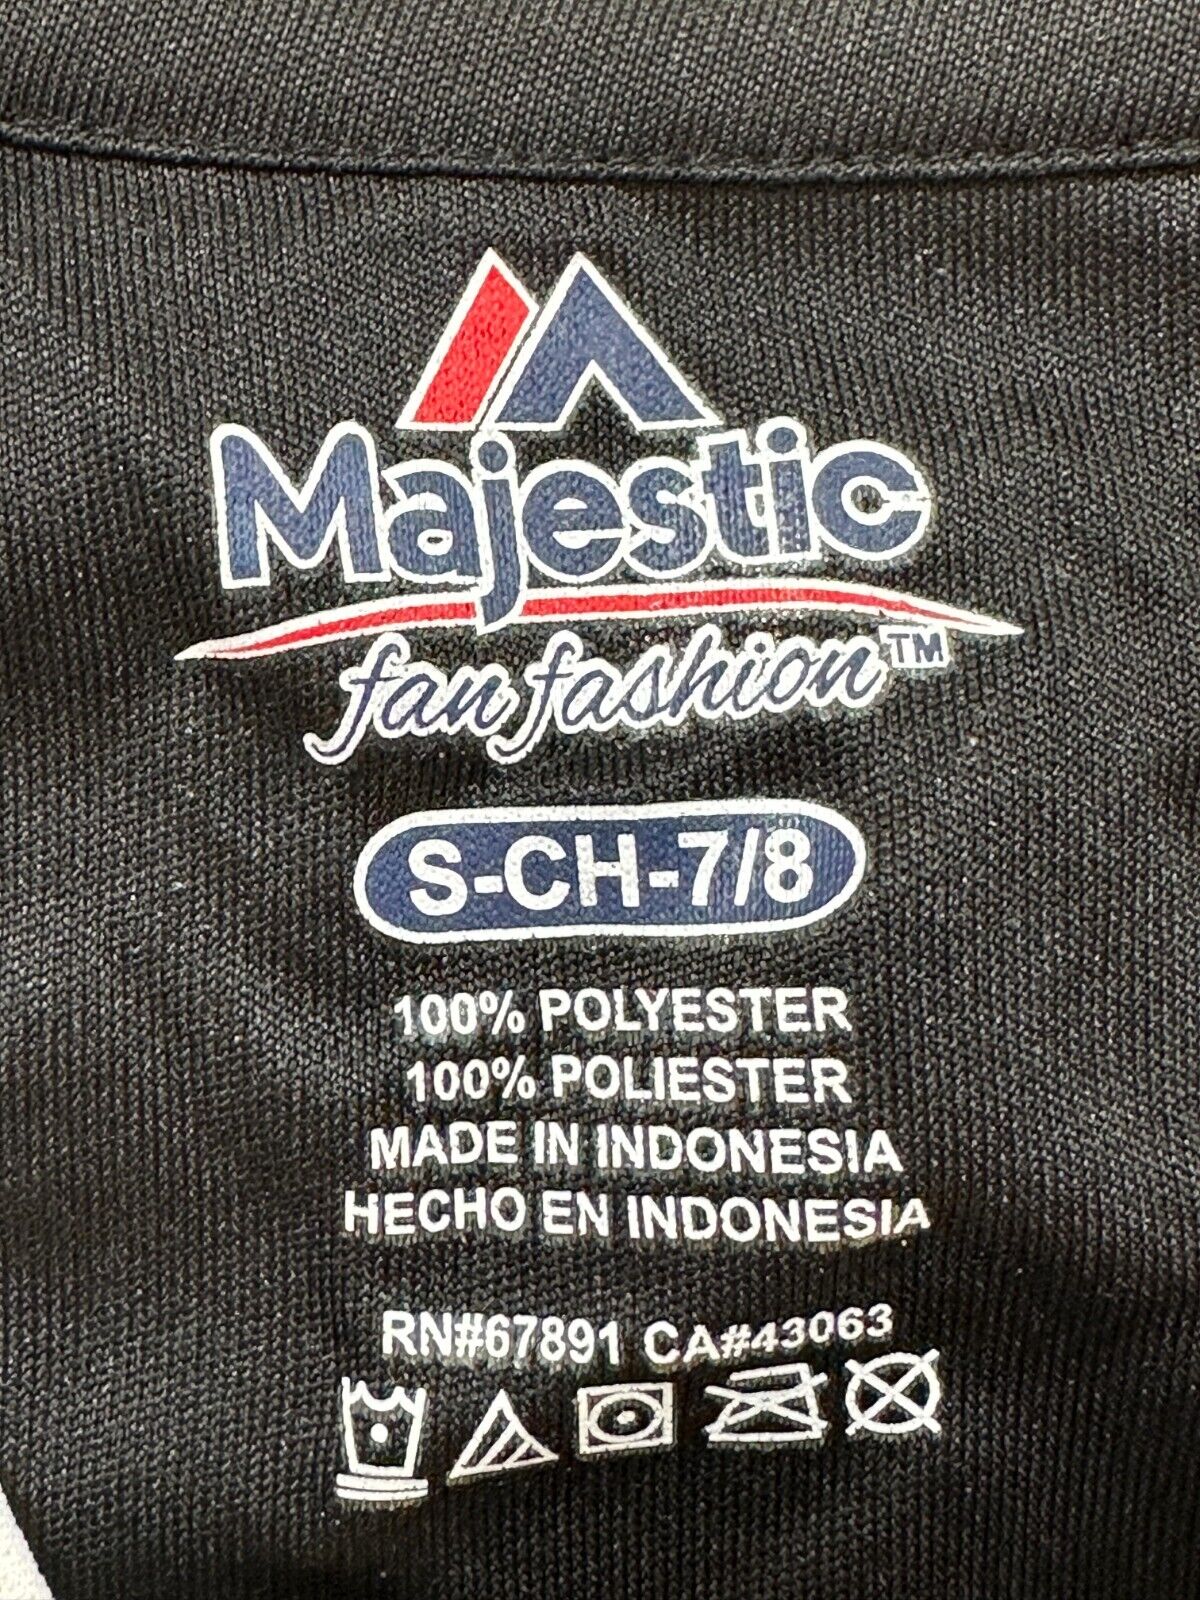 Majestic
fan fashion™
S-CH-7/8
100% POLYESTER
100% POLIESTER
MADE IN INDONESIA
HECHO EN INDONESIA
RN#67891 CA#43063